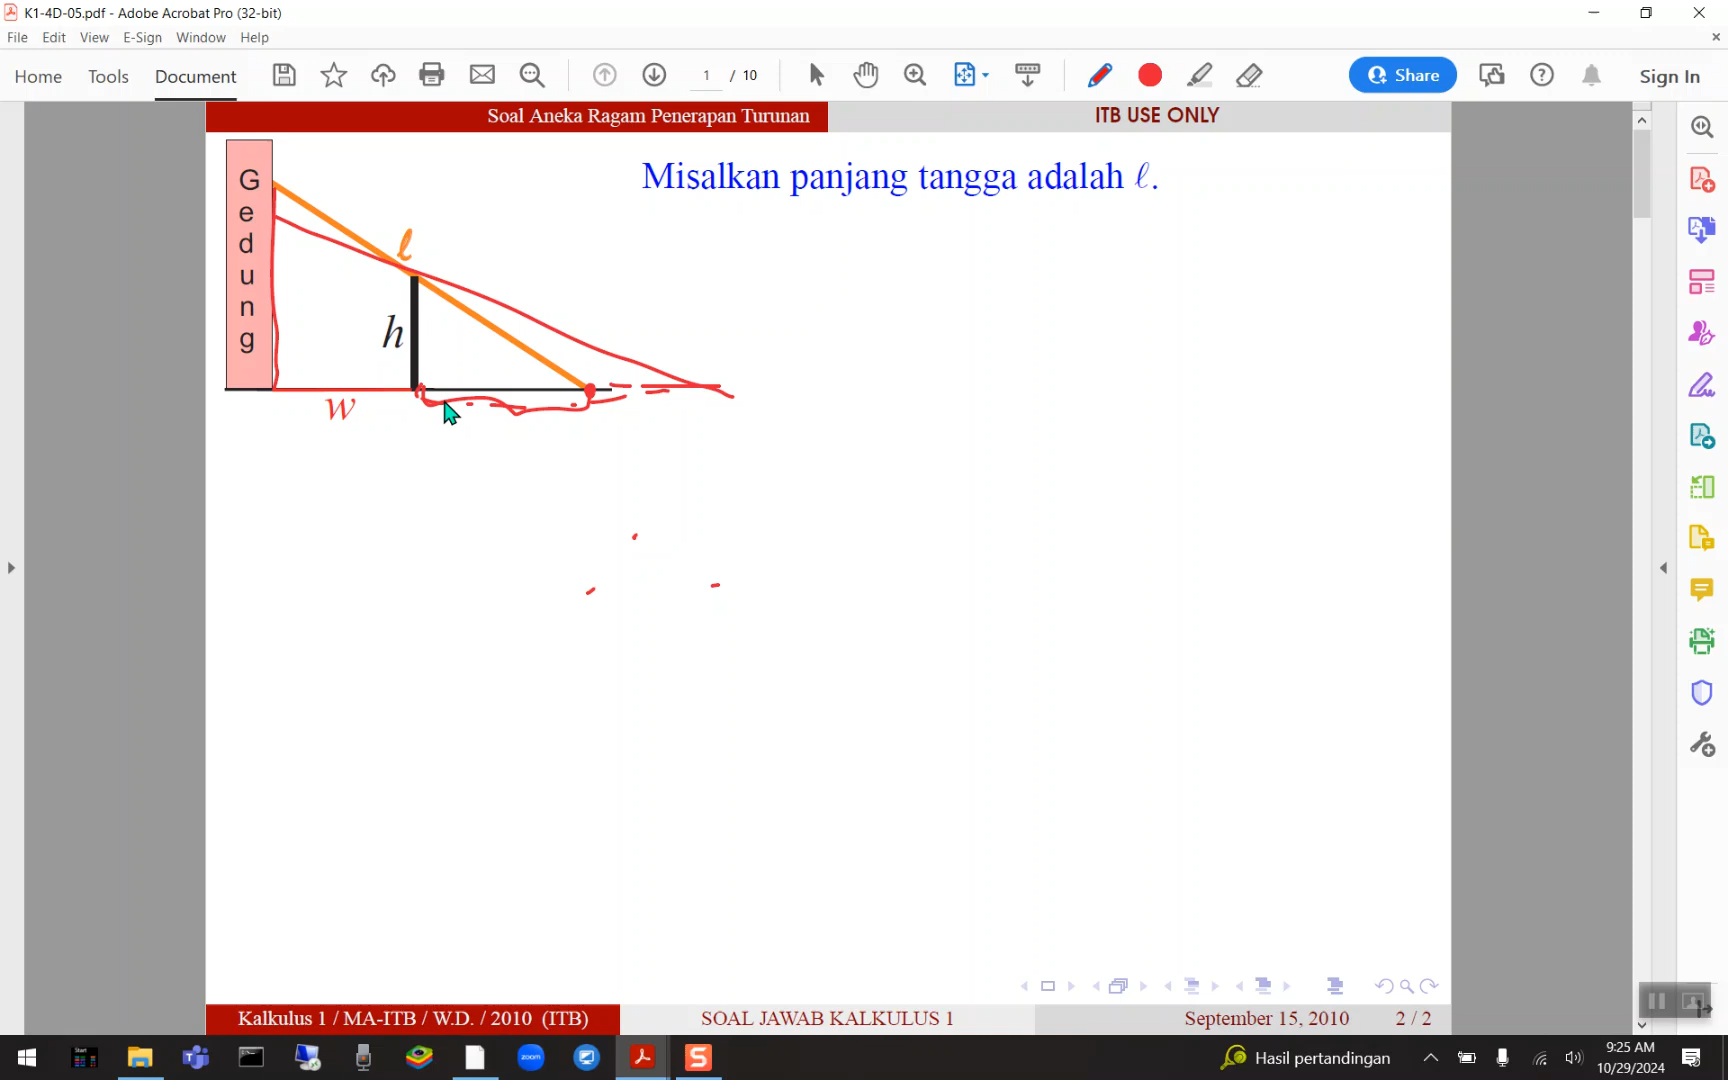 K1-4D-05.pdf - Adobe Acrobat Pro (32-bit)
File Edit View E-Sign Window Help
Home Tools Document 1 / 10 Share Sign In
Soal Aneka Ragam Penerapan Turunan ITB USE ONLY
Gedung
Misalkan panjang tangga adalah ℓ.
ℓ
h
w
Kalkulus 1 / MA-ITB / W.D. / 2010 (ITB) SOAL JAWAB KALKULUS 1 September 15, 2010 2 / 2
Start zoom S Hasil pertandingan 9:25 AM
10/29/2024